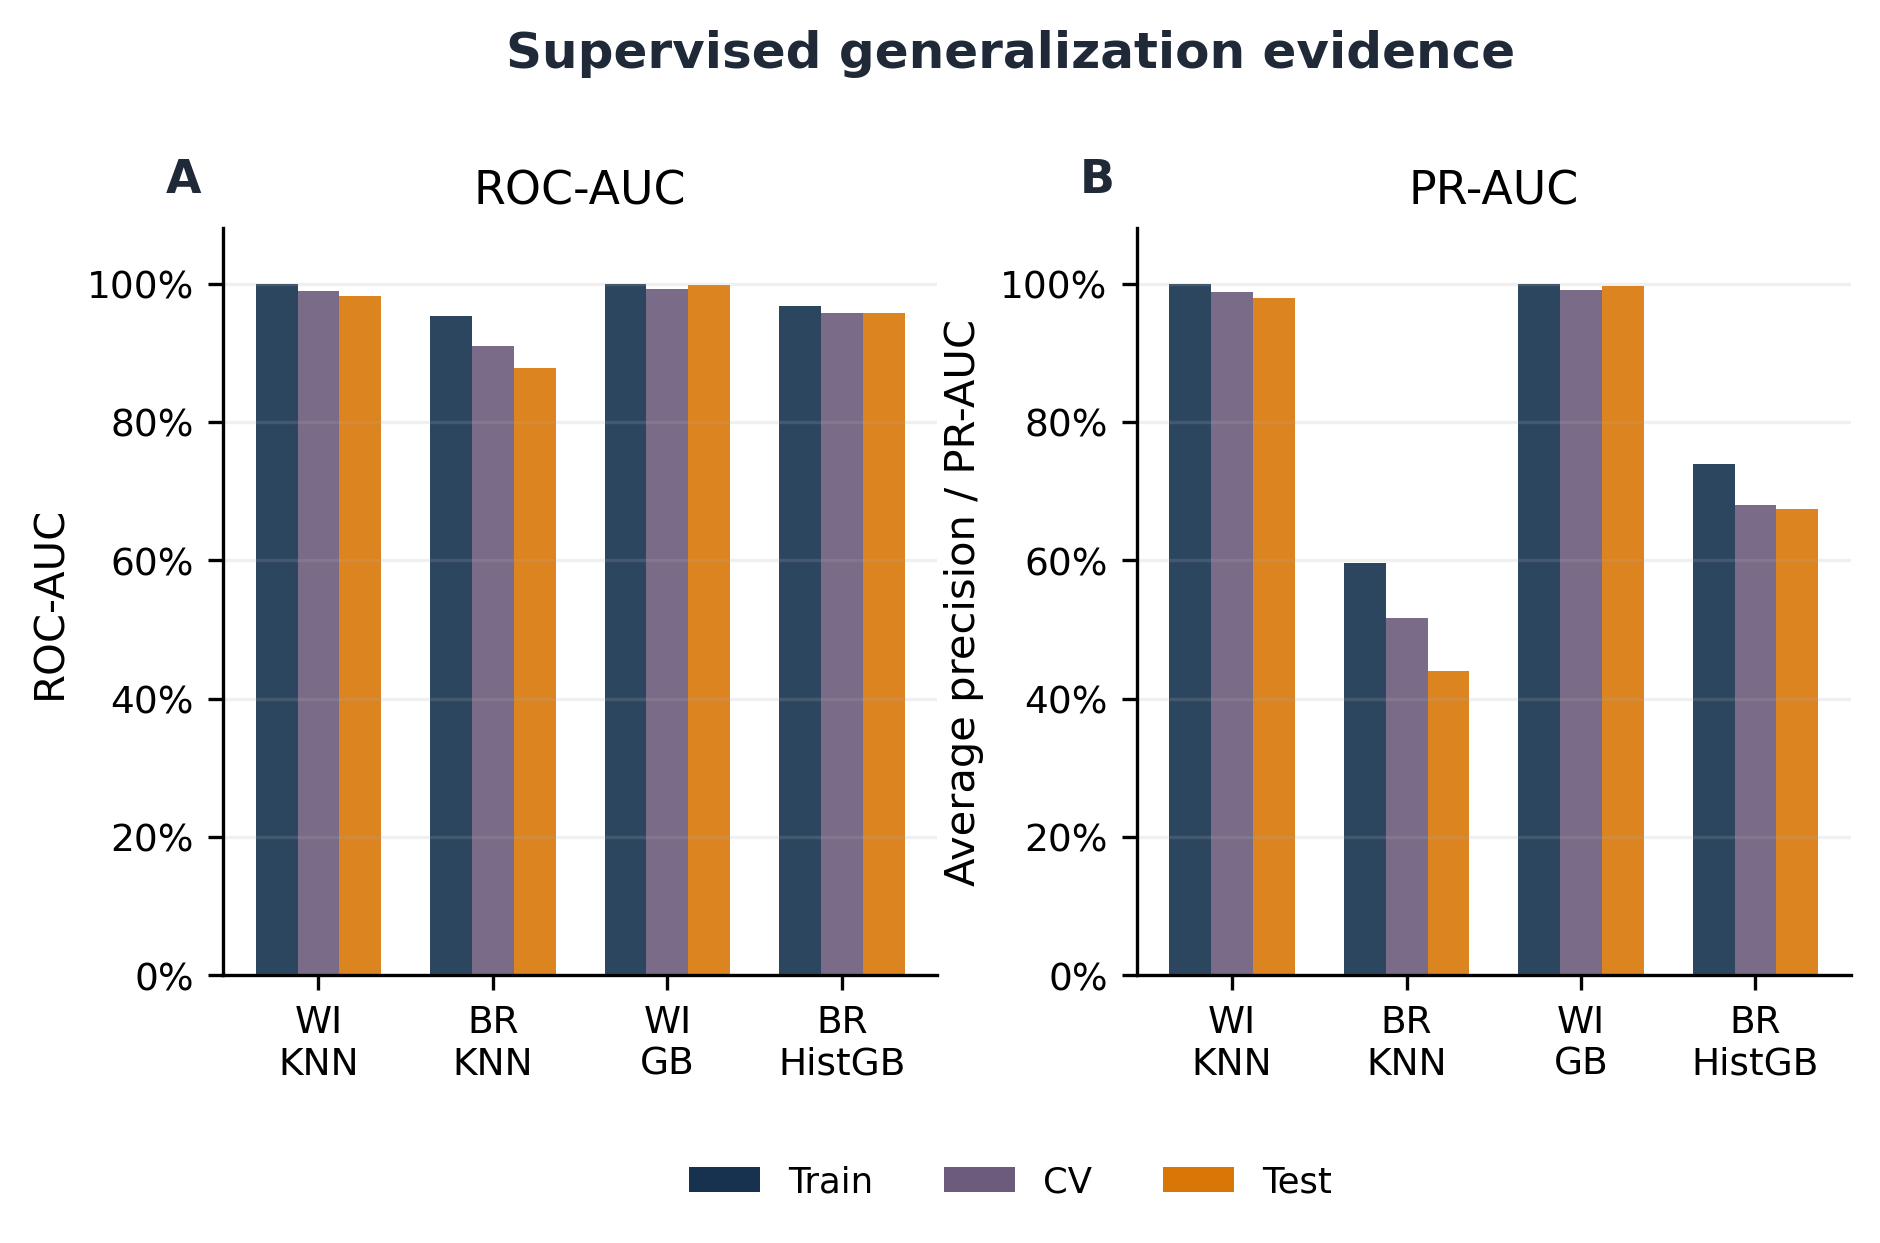 Supervised generalization evidence
A
ROC-AUC
ROC-AUC
100%
80%
60%
40%
20%
0%
WI
KNN
BR
KNN
WI
GB
BR
HistGB
B
PR-AUC
Average precision / PR-AUC
100%
80%
60%
40%
20%
0%
WI
KNN
BR
KNN
WI
GB
BR
HistGB
Train
CV
Test